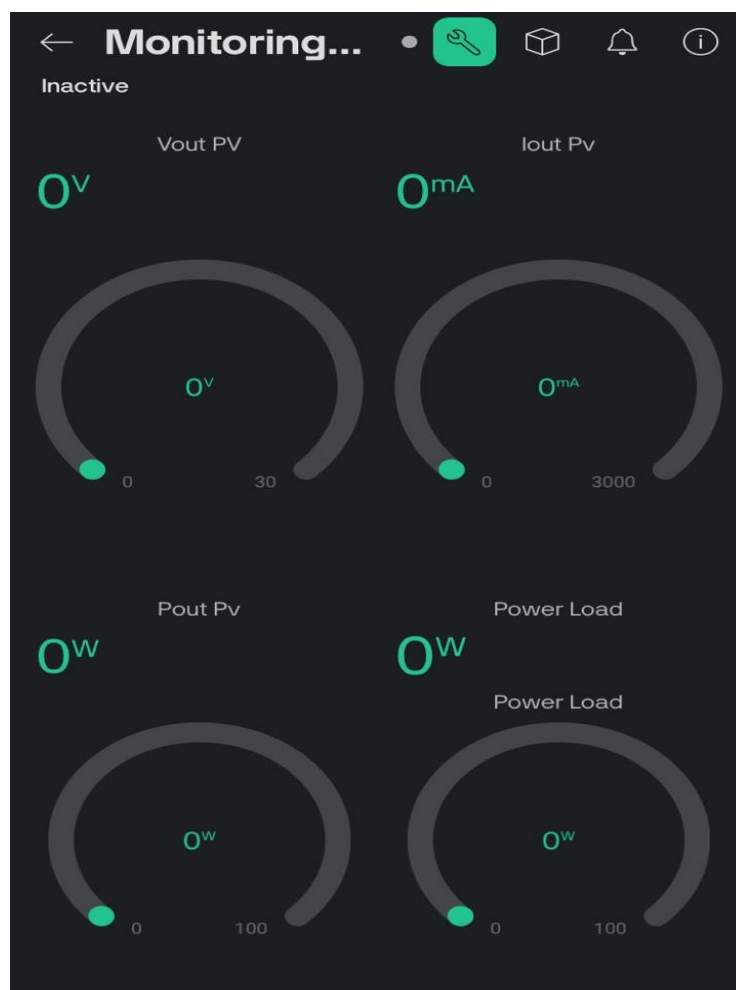 Monitoring...
Inactive
Vout PV
Iout Pv
0V
0mA
0V
0mA
0 30
0 3000
Pout Pv
Power Load
0W
0W
Power Load
0W
0W
0 100
0 100